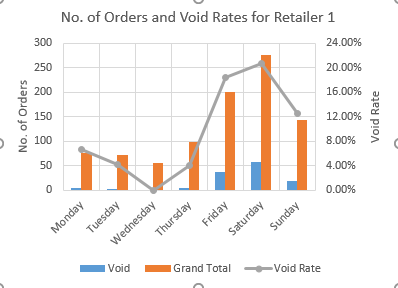 No. of Orders and Void Rates for Retailer 1
300
250
200
150
100
50
0
No. of Orders
24.00%
20.00%
16.00%
12.00%
8.00%
4.00%
0.00%
Void Rate
Monday
Tuesday
Wednesday
Thursday
Friday
Saturday
Sunday
Void Grand Total Void Rate